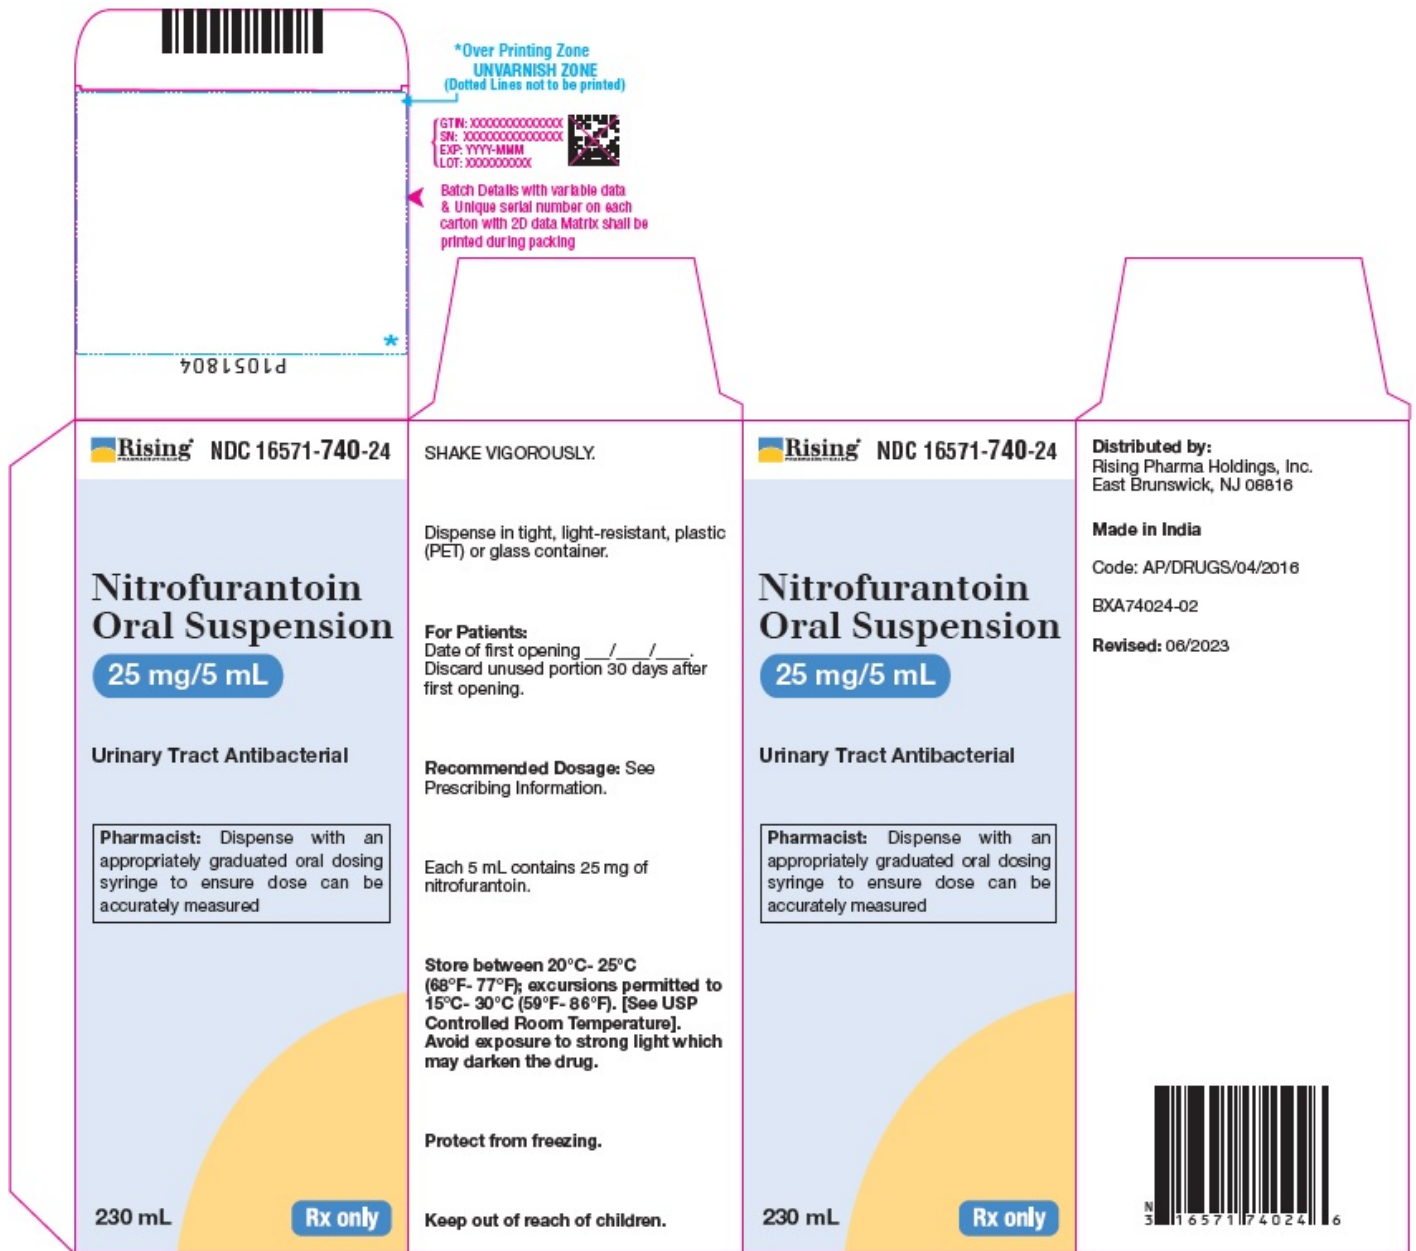 *Over Printing Zone
UNVARNISH ZONE
(Dotted Lines not to be printed)
GTIN: XXXXXXXXXXXXXX
SN: XXXXXXXXXXXXXXX
EXP: YYYY-MMM
LOT: XXXXXXXXXX
Batch Details with variable data
& Unique serial number on each
carton with 2D data Matrix shall be
printed during packing
*
P1051804
Rising®
PHARMACEUTICALS
NDC 16571-740-24
Nitrofurantoin
Oral Suspension
25 mg/5 mL
Urinary Tract Antibacterial
Pharmacist: Dispense with an
appropriately graduated oral dosing
syringe to ensure dose can be
accurately measured
230 mL
Rx only
SHAKE VIGOROUSLY.
Dispense in tight, light-resistant, plastic
(PET) or glass container.
For Patients:
Date of first opening ___/____/____.
Discard unused portion 30 days after
first opening.
Recommended Dosage: See
Prescribing Information.
Each 5 mL contains 25 mg of
nitrofurantoin.
Store between 20°C- 25°C
(68°F- 77°F); excursions permitted to
15°C- 30°C (59°F- 86°F). [See USP
Controlled Room Temperature].
Avoid exposure to strong light which
may darken the drug.
Protect from freezing.
Keep out of reach of children.
Rising®
PHARMACEUTICALS
NDC 16571-740-24
Nitrofurantoin
Oral Suspension
25 mg/5 mL
Urinary Tract Antibacterial
Pharmacist: Dispense with an
appropriately graduated oral dosing
syringe to ensure dose can be
accurately measured
230 mL
Rx only
Distributed by:
Rising Pharma Holdings, Inc.
East Brunswick, NJ 08816
Made in India
Code: AP/DRUGS/04/2016
BXA74024-02
Revised: 06/2023
N
3 16571 74024 6